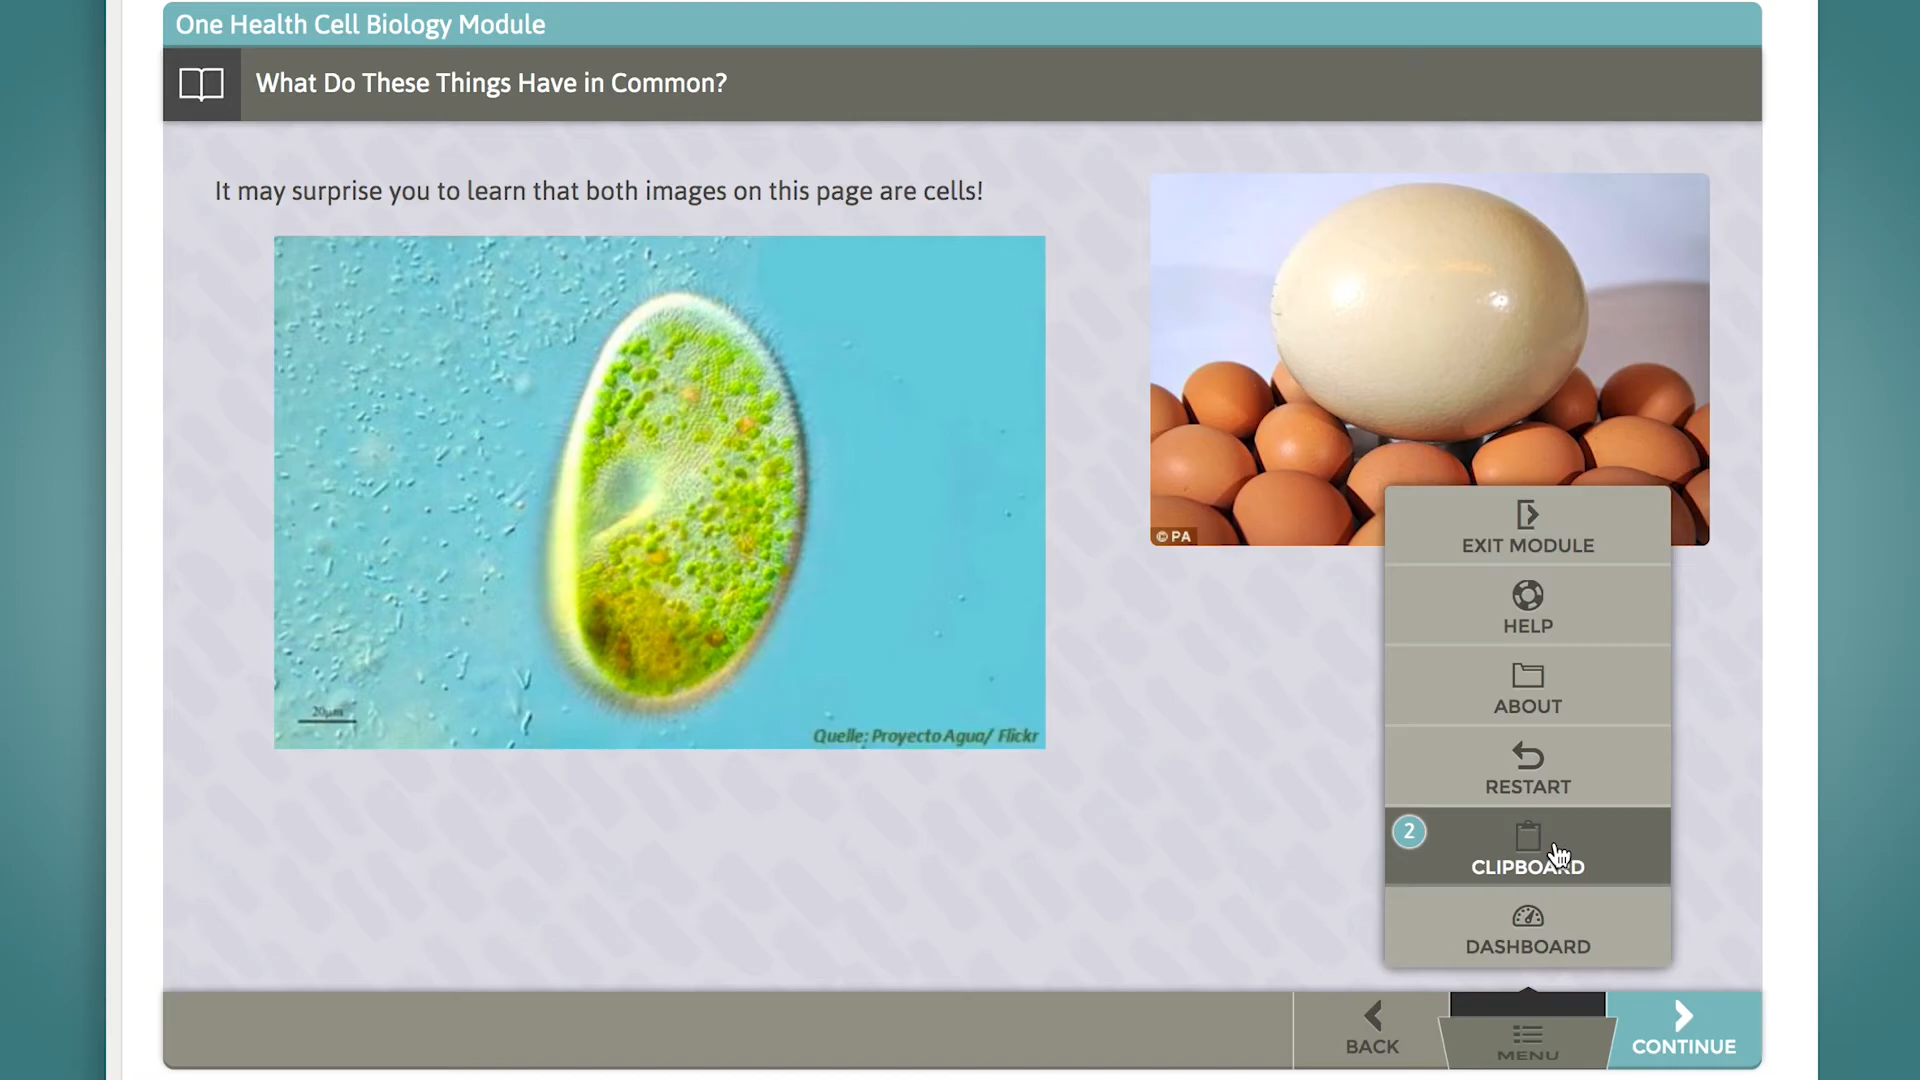 One Health Cell Biology Module
What Do These Things Have in Common?
It may surprise you to learn that both images on this page are cells!
20µm
Quelle: Proyecto Agua/ Flickr
© PA
EXIT MODULE
HELP
ABOUT
RESTART
2
CLIPBOARD
DASHBOARD
BACK
MENU
CONTINUE